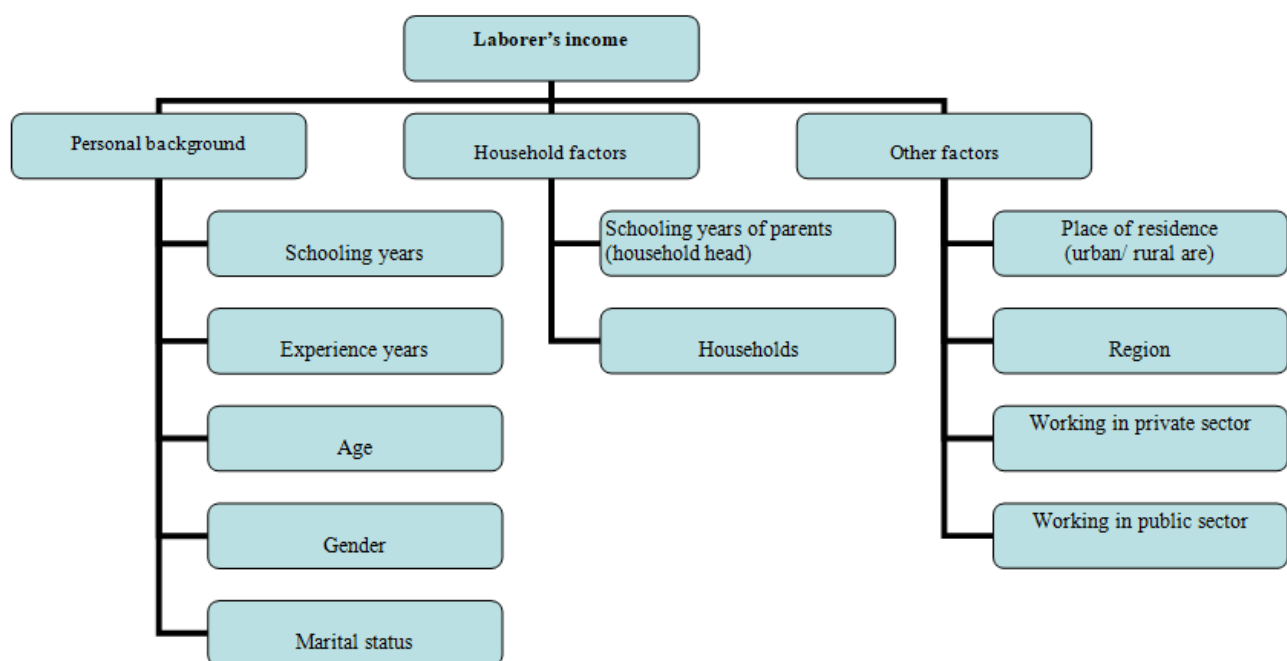 Laborer’s income
Personal background
Household factors
Other factors
Schooling years
Experience years
Age
Gender
Marital status
Schooling years of parents
(household head)
Households
Place of residence
(urban/ rural are)
Region
Working in private sector
Working in public sector